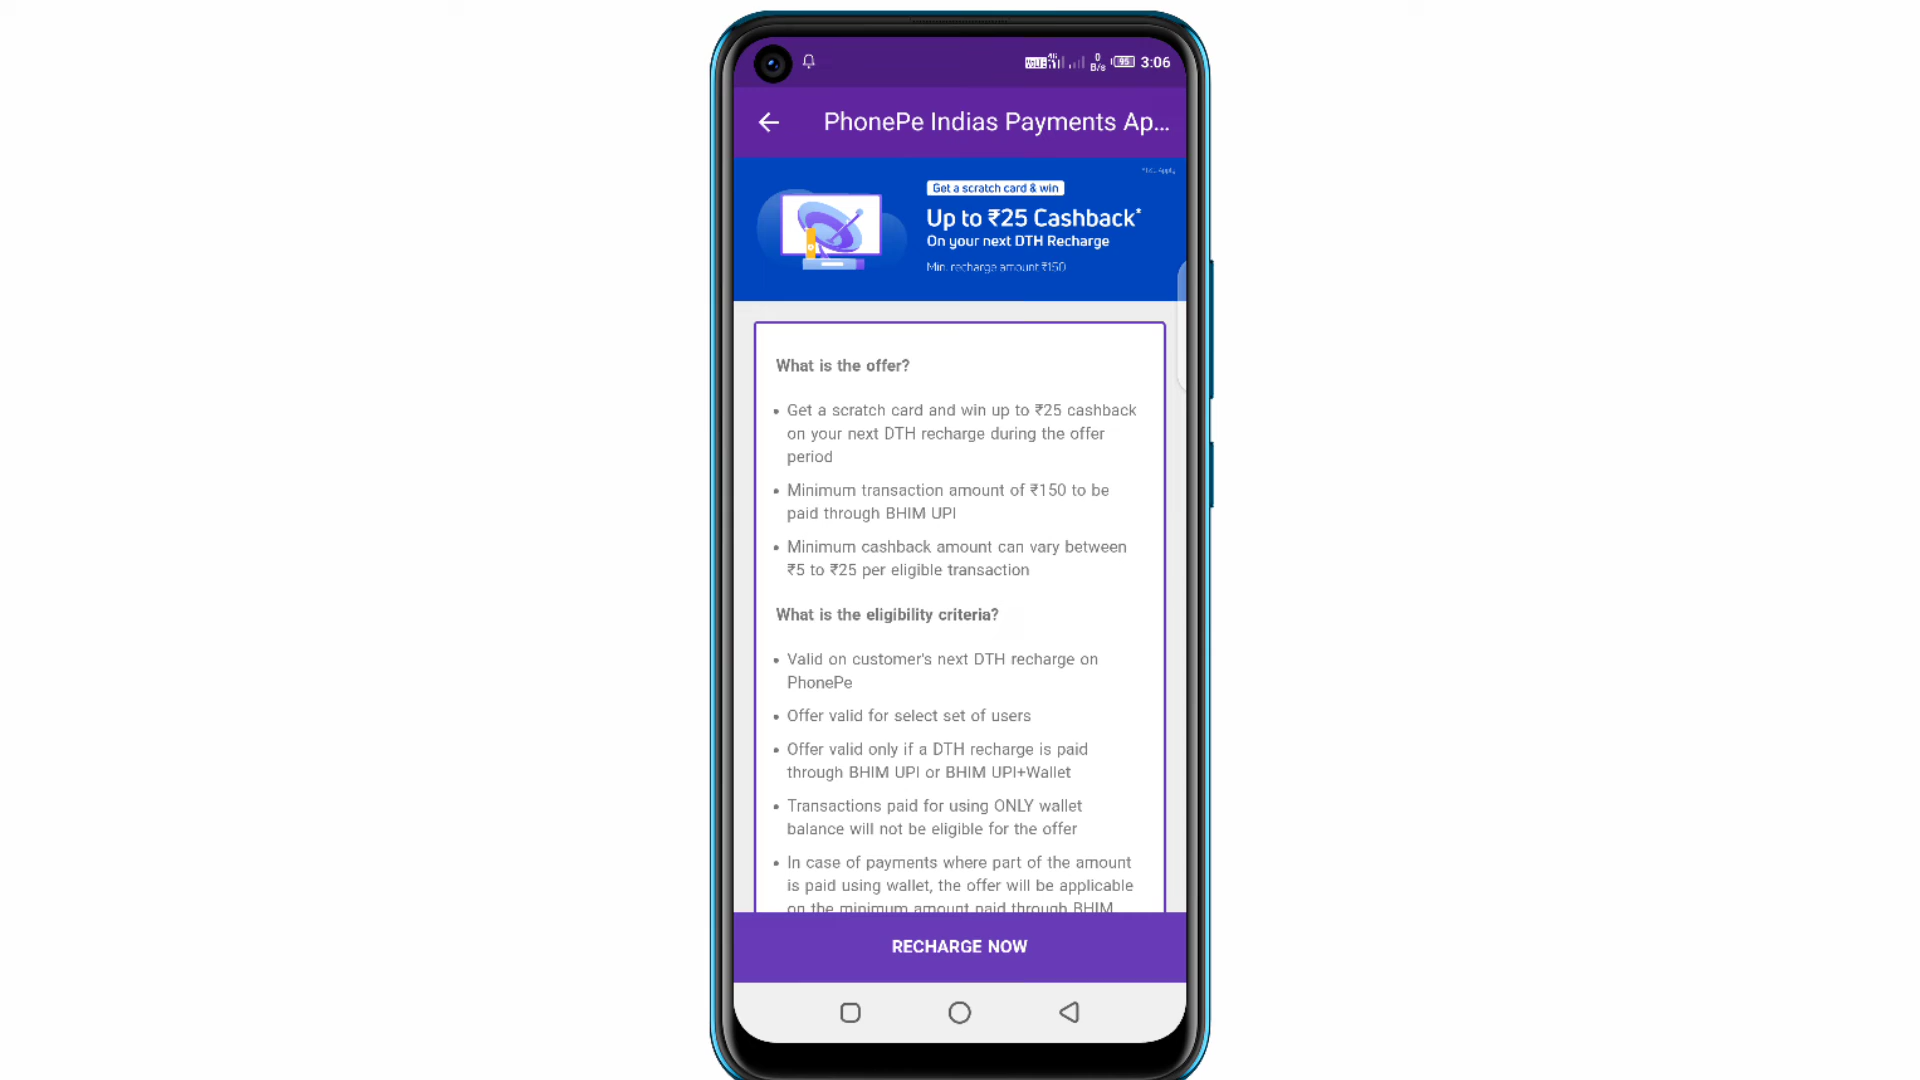 3:06
PhonePe Indias Payments Ap...
Get a scratch card & win
Up to ₹25 Cashback*
On your next DTH Recharge
Min. recharge amount ₹150
What is the offer?
• Get a scratch card and win up to ₹25 cashback
on your next DTH recharge during the offer
period
• Minimum transaction amount of ₹150 to be
paid through BHIM UPI
• Minimum cashback amount can vary between
₹5 to ₹25 per eligible transaction
What is the eligibility criteria?
• Valid on customer's next DTH recharge on
PhonePe
• Offer valid for select set of users
• Offer valid only if a DTH recharge is paid
through BHIM UPI or BHIM UPI+Wallet
• Transactions paid for using ONLY wallet
balance will not be eligible for the offer
• In case of payments where part of the amount
is paid using wallet, the offer will be applicable
on the minimum amount paid through BHIM
RECHARGE NOW